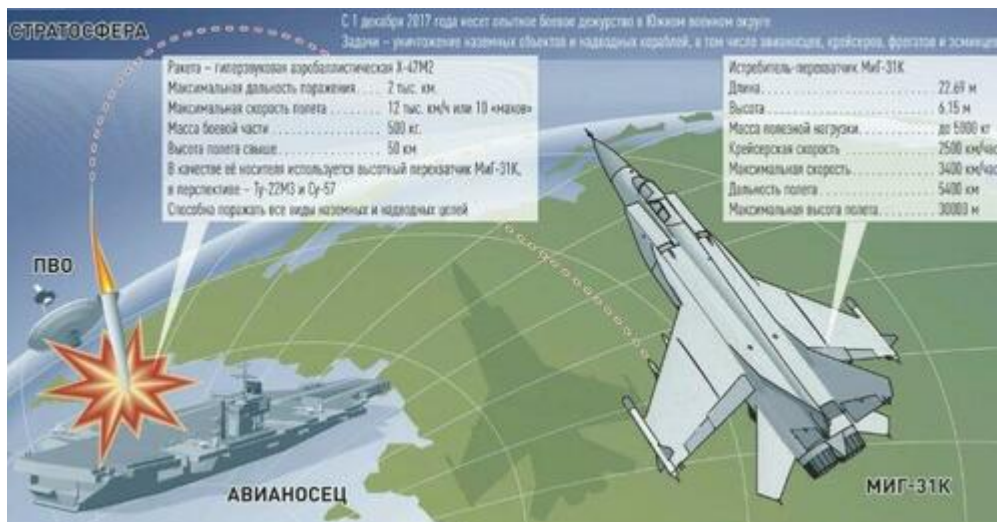 СТРАТОСФЕРА
С 1 декабря 2017 года несет опытное боевое дежурство в Южном военном округе
Задачи – уничтожение наземных объектов и надводных кораблей, в том числе авианосцев, крейсеров, фрегатов и эсминцев
Ракета – гиперзвуковая аэробаллистическая Х-47М2
Максимальная дальность поражения .... 2 тыс. км.
Максимальная скорость полета ........... 12 тыс. км/ч или 10 «махов»
Масса боевой части ............ 500 кг.
Высота полета свыше ............ 50 км
В качестве её носителя используется высотный перехватчик МиГ-31К,
в перспективе – Ту-22М3 и Су-57
Способна поражать все виды наземных и надводных целей
Истребитель-перехватчик МиГ-31К
Длина ............ 22.69 м
Высота ............ 6.15 м
Масса полезной нагрузки ........ до 5000 кг
Крейсерская скорость ........ 2500 км/час
Максимальная скорость ........ 3400 км/час
Дальность полета ............ 5400 км
Максимальная высота полета ........ 30000 м
ПВО
АВИАНОСЕЦ
МИГ-31К